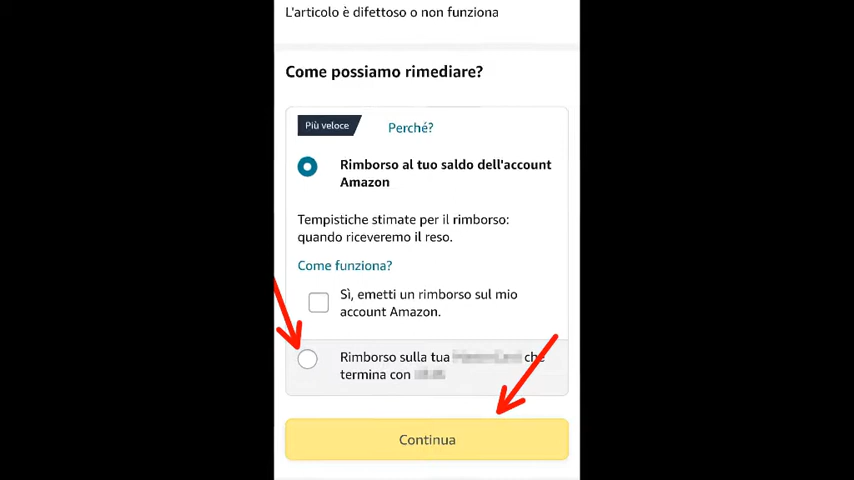 L'articolo è difettoso o non funziona
Come possiamo rimediare?
Più veloce
Perché?
Rimborso al tuo saldo dell'account
Amazon
Tempistiche stimate per il rimborso:
quando riceveremo il reso.
Come funziona?
Sì, emetti un rimborso sul mio
account Amazon.
Rimborso sulla tua che
termina con
Continua